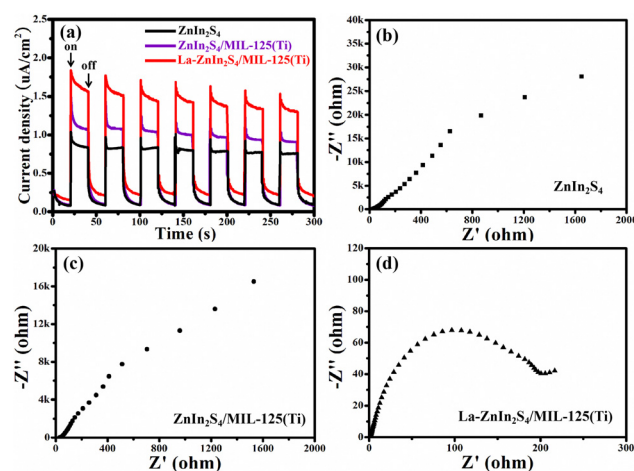 (a)
on
off
ZnIn₂S₄
ZnIn₂S₄/MIL-125(Ti)
La-ZnIn₂S₄/MIL-125(Ti)
Current density (uA/cm²)
2.5
2.0
1.5
1.0
0.5
0.0
0 50 100 150 200 250 300
Time (s)
(b)
-Z'' (ohm)
35k
30k
25k
20k
15k
10k
5k
0
0 400 800 1200 1600 2000
Z' (ohm)
ZnIn₂S₄
(c)
-Z'' (ohm)
20k
16k
12k
8k
4k
0
0 400 800 1200 1600 2000
Z' (ohm)
ZnIn₂S₄/MIL-125(Ti)
(d)
-Z'' (ohm)
120
100
80
60
40
20
0
0 100 200 300
Z' (ohm)
La-ZnIn₂S₄/MIL-125(Ti)